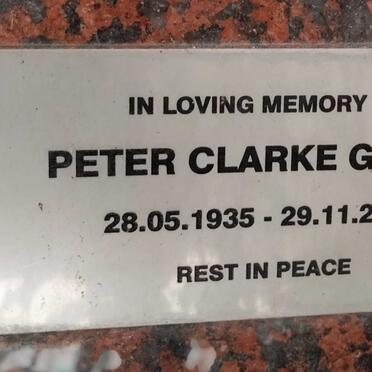 IN LOVING MEMORY
PETER CLARKE
28.05.1935 - 29.11.2
REST IN PEACE